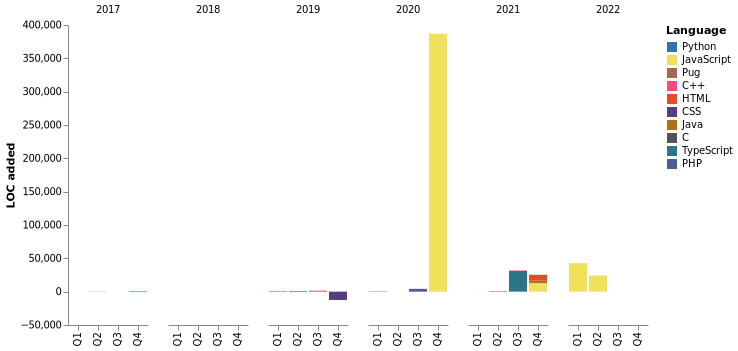 2017 2018 2019 2020 2021 2022
400,000
350,000
300,000
250,000
200,000
150,000
100,000
50,000
0
−50,000
LOC added
Q1 Q2 Q3 Q4 Q1 Q2 Q3 Q4 Q1 Q2 Q3 Q4 Q1 Q2 Q3 Q4 Q1 Q2 Q3 Q4 Q1 Q2 Q3 Q4
Language
Python
JavaScript
Pug
C++
HTML
CSS
Java
C
TypeScript
PHP